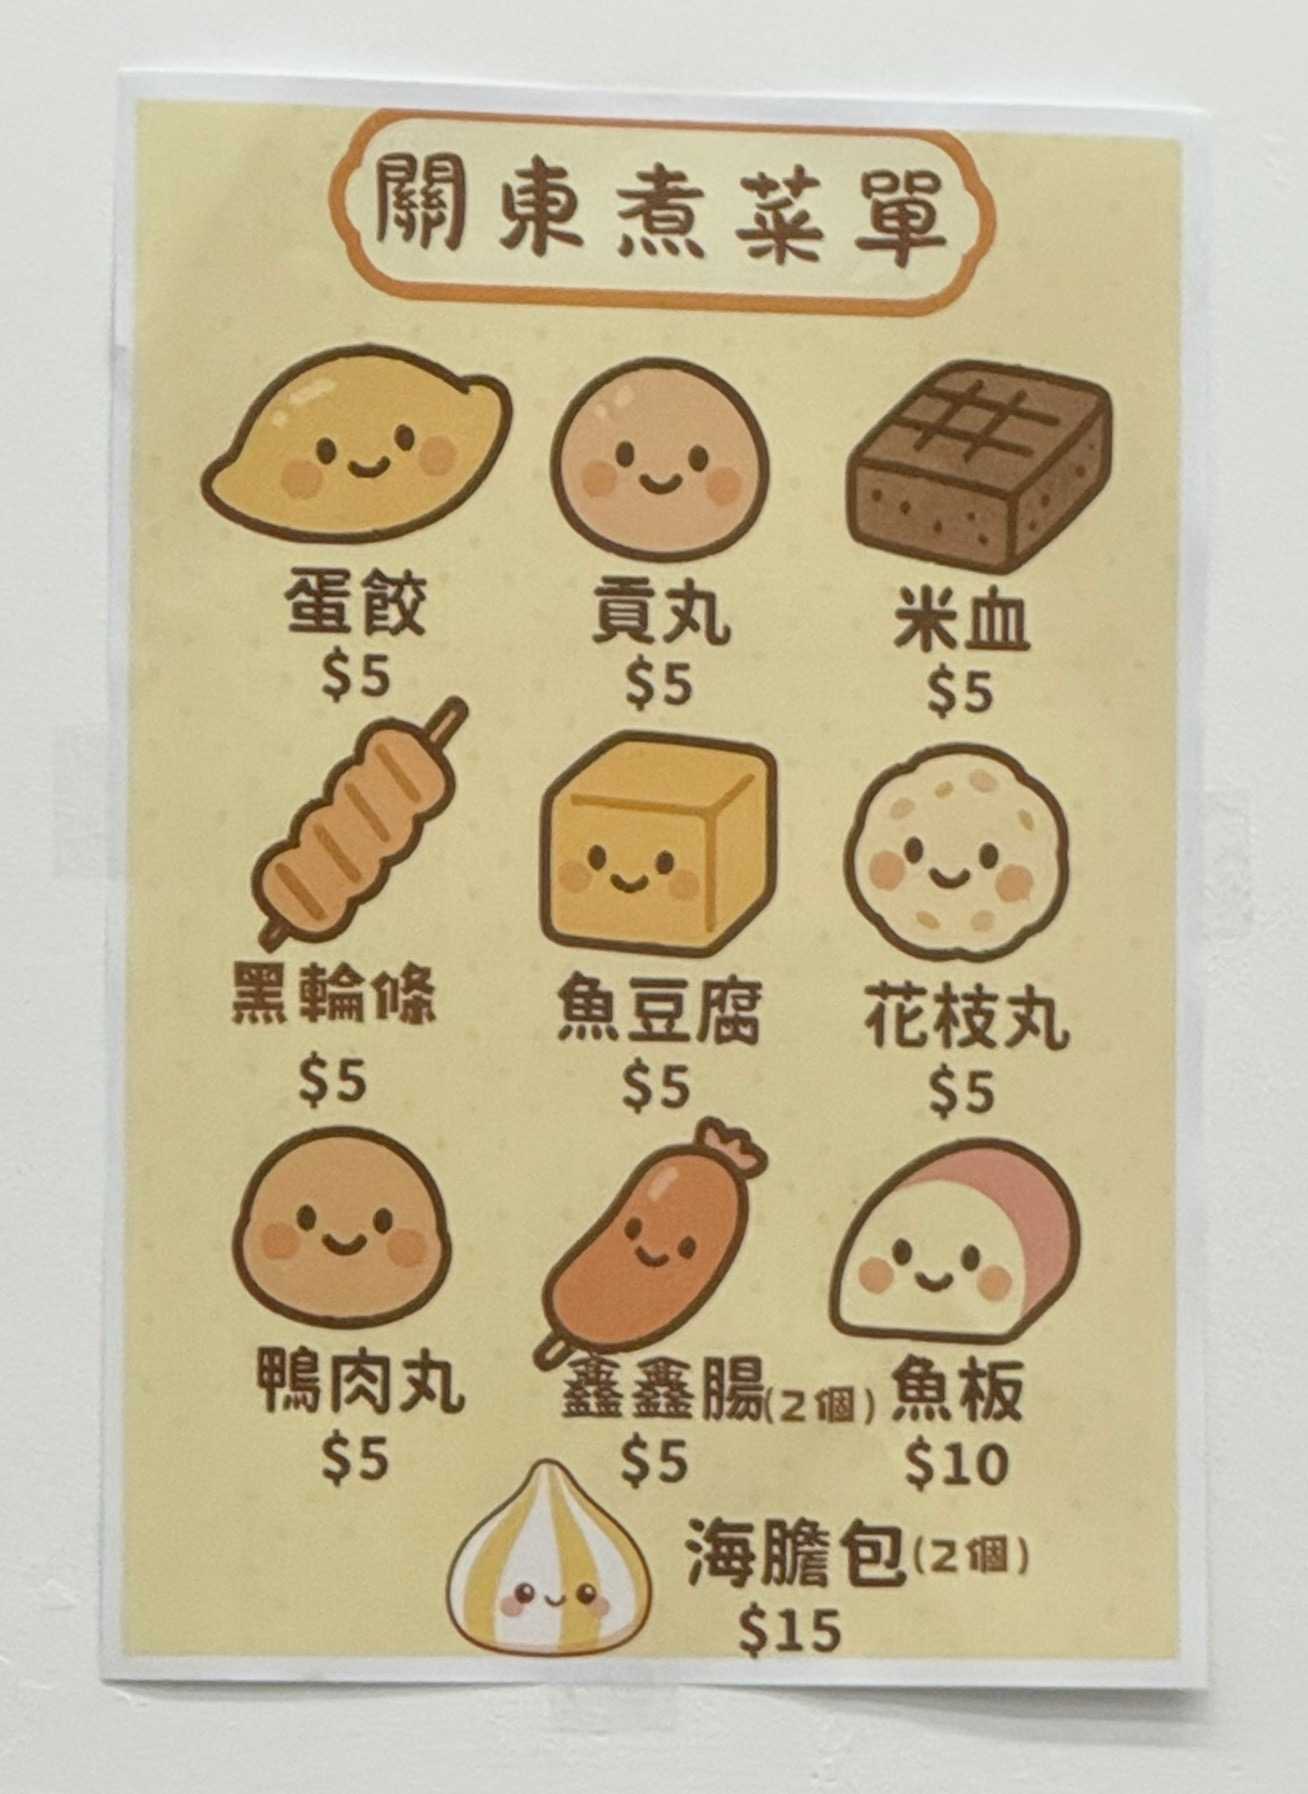 關東煮菜單
蛋餃 貢丸 米血
$5 $5 $5
黑輪條 魚豆腐 花枝丸
$5 $5 $5
鴨肉丸 鑫鑫腸(2個) 魚板
$5 $5 $10
海膽包(2個)
$15